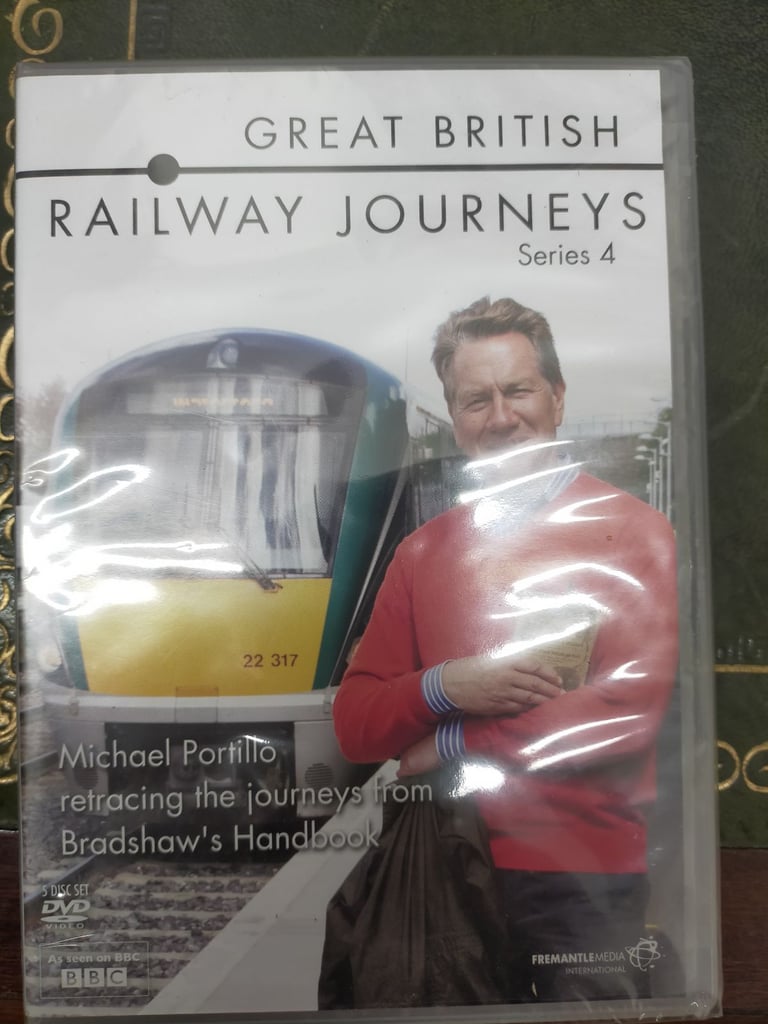 GREAT BRITISH
RAILWAY JOURNEYS
Series 4
22 317
Michael Portillo
retracing the journeys from
Bradshaw's Handbook
5 DISC SET
DVD
VIDEO
As seen on BBC
BBC
FREMANTLEMEDIA
INTERNATIONAL